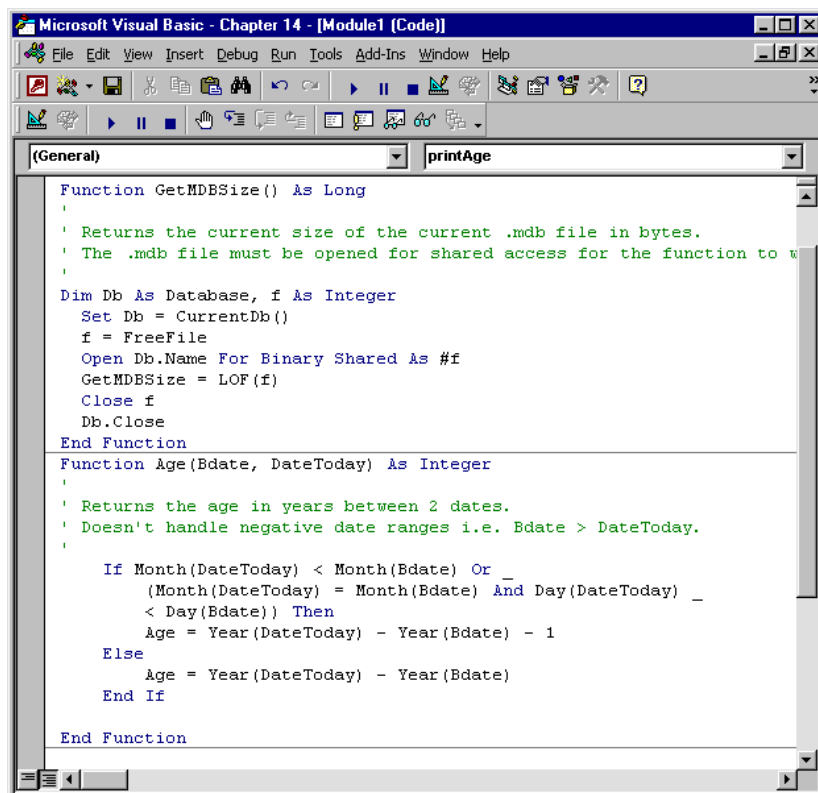 Microsoft Visual Basic - Chapter 14 - [Module1 (Code)]
File Edit View Insert Debug Run Tools Add-Ins Window Help
(General) printAge
Function GetMDBSize() As Long
'
' Returns the current size of the current .mdb file in bytes.
' The .mdb file must be opened for shared access for the function to
'
Dim Db As Database, f As Integer
Set Db = CurrentDb()
f = FreeFile
Open Db.Name For Binary Shared As #f
GetMDBSize = LOF(f)
Close f
Db.Close
End Function
Function Age(Bdate, DateToday) As Integer
'
' Returns the age in years between 2 dates.
' Doesn't handle negative date ranges i.e. Bdate > DateToday.
'
If Month(DateToday) < Month(Bdate) Or _
(Month(DateToday) = Month(Bdate) And Day(DateToday) _
< Day(Bdate)) Then
Age = Year(DateToday) - Year(Bdate) - 1
Else
Age = Year(DateToday) - Year(Bdate)
End If
End Function